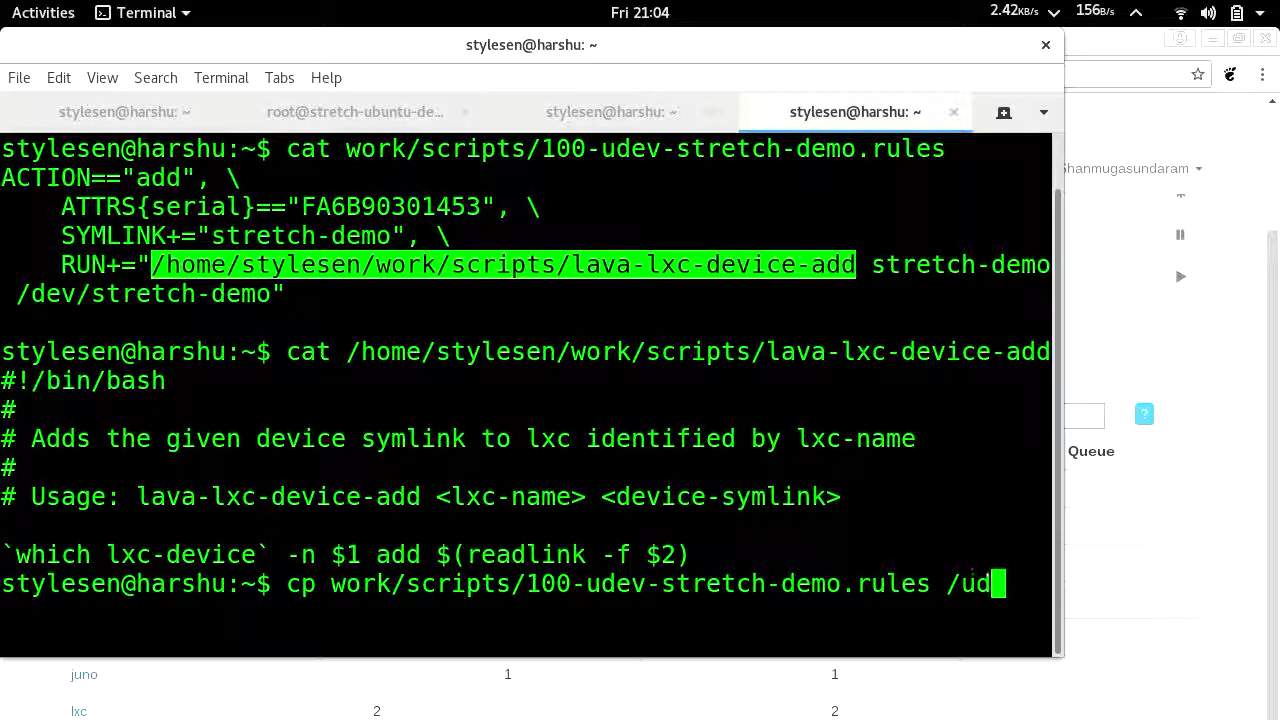 Activities Terminal Fri 21:04 2.42KB/s 156B/s
stylesen@harshu: ~
File Edit View Search Terminal Tabs Help
stylesen@harshu: ~ root@stretch-ubuntu-de... stylesen@harshu: ~ stylesen@harshu: ~
stylesen@harshu:~$ cat work/scripts/100-udev-stretch-demo.rules
ACTION=="add", \
ATTRS{serial}=="FA6B90301453", \
SYMLINK+="stretch-demo", \
RUN+="/home/stylesen/work/scripts/lava-lxc-device-add stretch-demo
/dev/stretch-demo"
stylesen@harshu:~$ cat /home/stylesen/work/scripts/lava-lxc-device-add
#!/bin/bash
#
# Adds the given device symlink to lxc identified by lxc-name
#
# Usage: lava-lxc-device-add <lxc-name> <device-symlink>
`which lxc-device` -n $1 add $(readlink -f $2)
stylesen@harshu:~$ cp work/scripts/100-udev-stretch-demo.rules /ud
Shanmugasundaram
?
Queue
juno 1 1
lxc 2 2